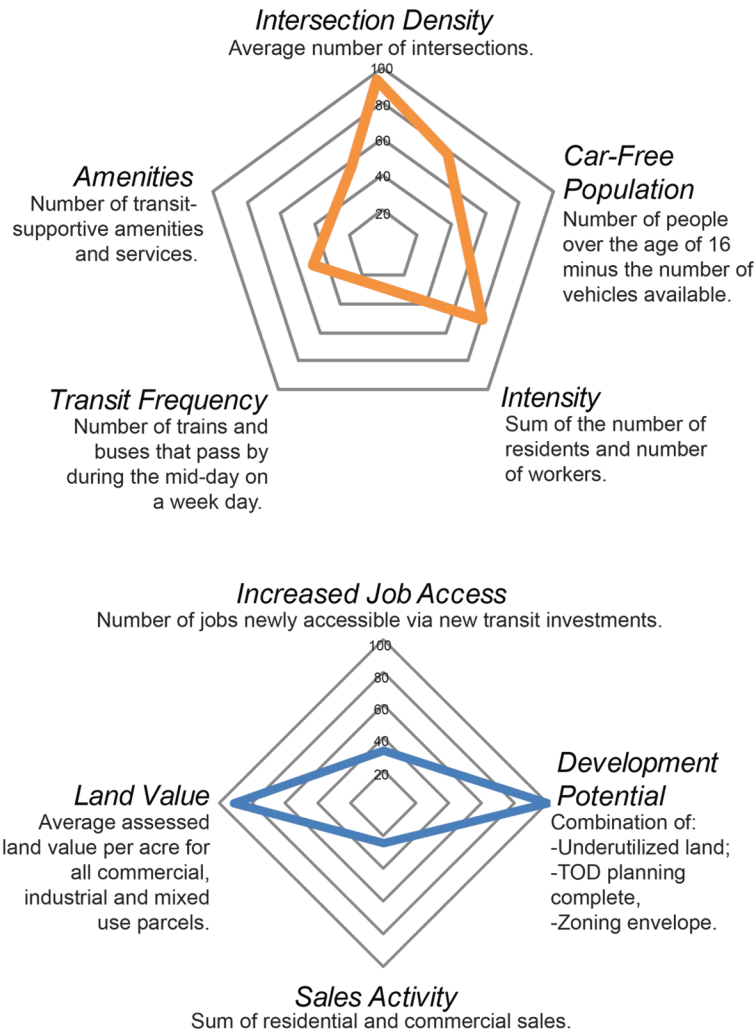 Intersection Density
Average number of intersections.
100
80
60
40
20
Car-Free
Population
Number of people
over the age of 16
minus the number of
vehicles available.
Amenities
Number of transit-
supportive amenities
and services.
Transit Frequency
Number of trains and
buses that pass by
during the mid-day on
a week day.
Intensity
Sum of the number of
residents and number
of workers.
Increased Job Access
Number of jobs newly accessible via new transit investments.
100
80
60
40
20
Land Value
Average assessed
land value per acre for
all commercial,
industrial and mixed
use parcels.
Development
Potential
Combination of:
-Underutilized land;
-TOD planning
complete,
-Zoning envelope.
Sales Activity
Sum of residential and commercial sales.